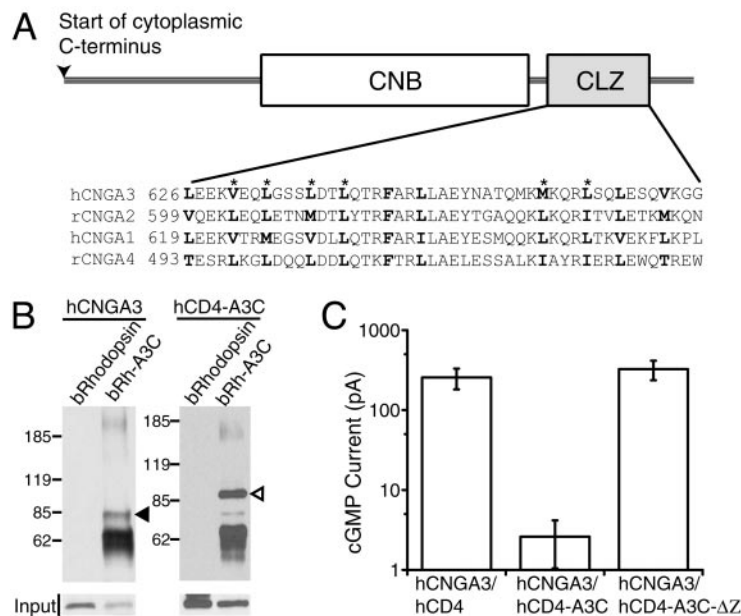 A
Start of cytoplasmic
C-terminus
CNB
CLZ
* * * * * *
hCNGA3 626 LEEKVEQLGSSLDTLQTRFARLLAEYNATQMKMKQRLSQLESQVKGG
rCNGA2 599 VQEKLEQLETNMDTLYTRFARLLAEYTGAQQKLKQRITVLETKMKQN
hCNGA1 619 LEEKVTRMEGSVDLLQTRFARILAEYESMQQKLKQRLTKVEKFLKPL
rCNGA4 493 TESRLKGLDQQLDDLQTKFTRLLAELESSALKIAYRIERLEWQTREW
B
hCNGA3
hCD4-A3C
bRhodopsin
bRh-A3C
bRhodopsin
bRh-A3C
185
119
85
62
185
119
85
62
Input
C
cGMP Current (pA)
1000
100
10
1
hCNGA3/ hCNGA3/ hCNGA3/
hCD4 hCD4-A3C hCD4-A3C-ΔZ